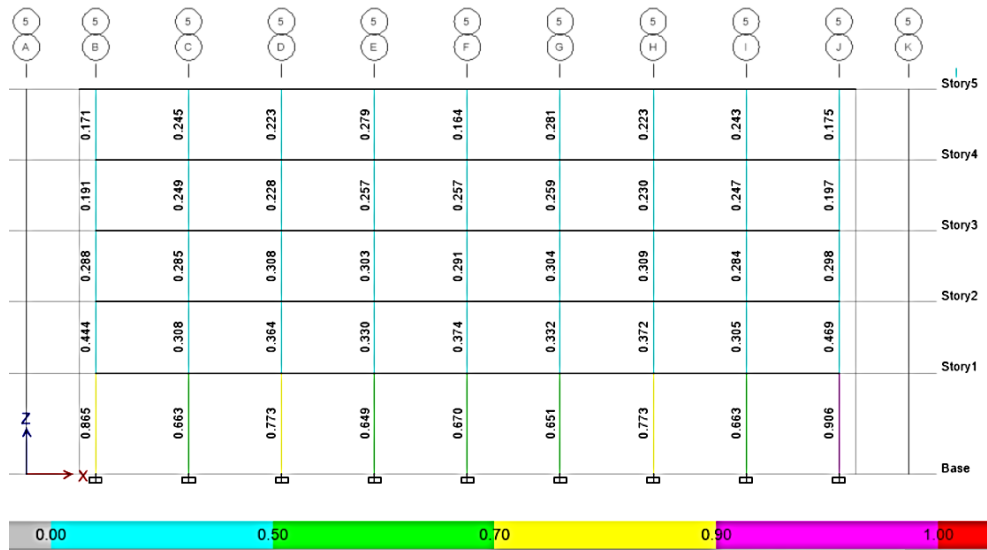 5 5 5 5 5 5 5 5 5 5 5
A B C D E F G H I J K
Story5
0.171 0.245 0.223 0.279 0.164 0.281 0.223 0.243 0.175
Story4
0.191 0.249 0.228 0.257 0.257 0.259 0.230 0.247 0.197
Story3
0.288 0.285 0.308 0.303 0.291 0.304 0.309 0.284 0.298
Story2
0.444 0.308 0.364 0.330 0.374 0.332 0.372 0.305 0.469
Story1
0.865 0.663 0.773 0.649 0.670 0.651 0.773 0.663 0.906
Z
X
Base
0.00 0.50 0.70 0.90 1.00